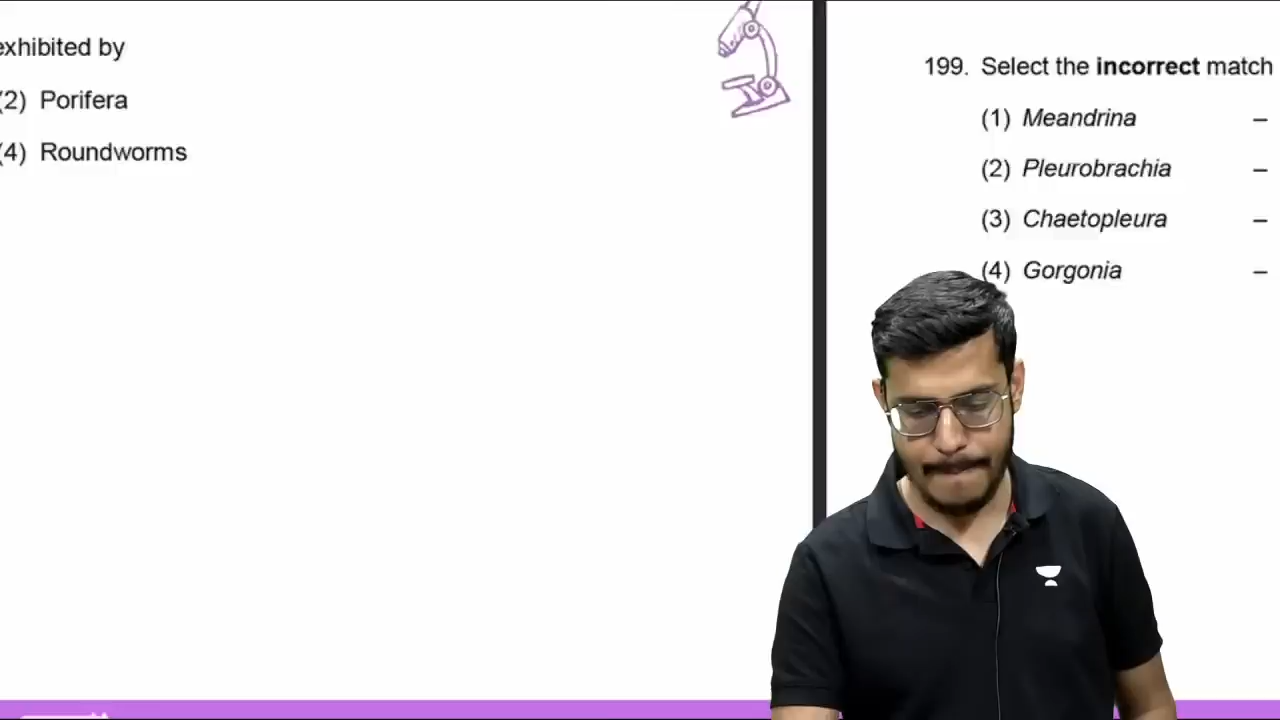 exhibited by
(2) Porifera
(4) Roundworms
199. Select the incorrect match
(1) Meandrina –
(2) Pleurobrachia –
(3) Chaetopleura –
(4) Gorgonia –